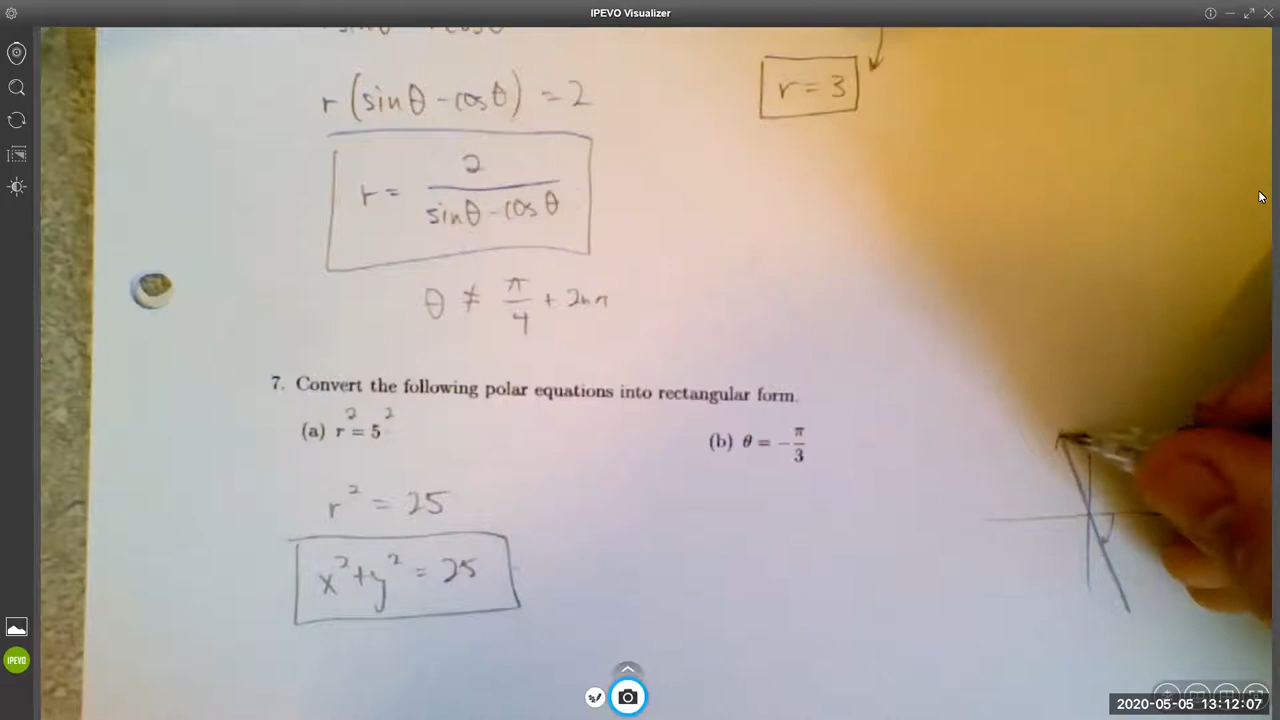 IPEVO Visualizer
r (sinθ - cosθ) = 2
r = 3
r = 2 / (sinθ - cosθ)
θ ≠ π/4 +
7. Convert the following polar equations into rectangular form.
(a) r² = 5²
(b) θ = -π/3
r² = 25
x² + y² = 25
IPEVO
2020-05-05 13:12:07